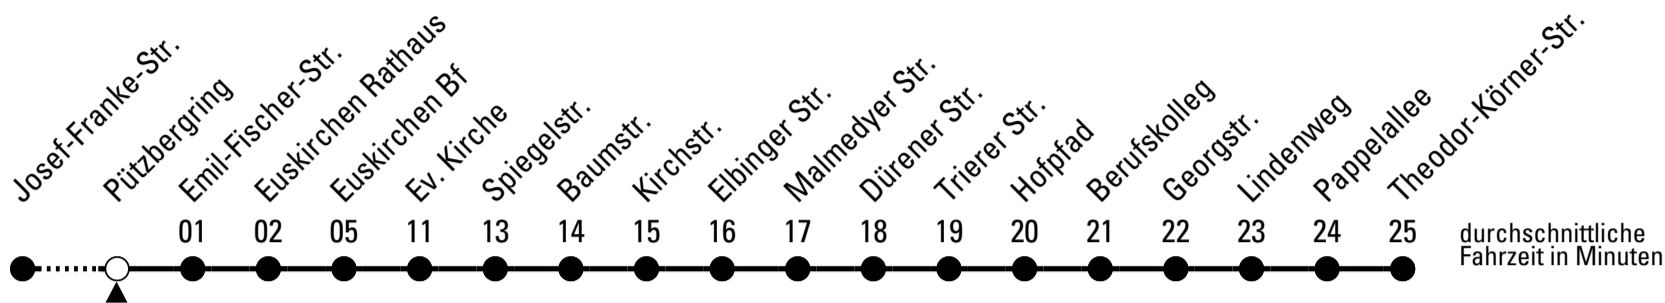 Josef-Franke-Str.
Pützbergring
Emil-Fischer-Str.
Euskirchen Rathaus
Euskirchen Bf
Ev. Kirche
Spiegelstr.
Baumstr.
Kirchstr.
Elbinger Str.
Malmedyer Str.
Dürener Str.
Trierer Str.
Hofpfad
Berufskolleg
Georgstr.
Lindenweg
Pappelallee
Theodor-Körner-Str.
01 02 05 11 13 14 15 16 17 18 19 20 21 22 23 24 25
durchschnittliche
Fahrzeit in Minuten